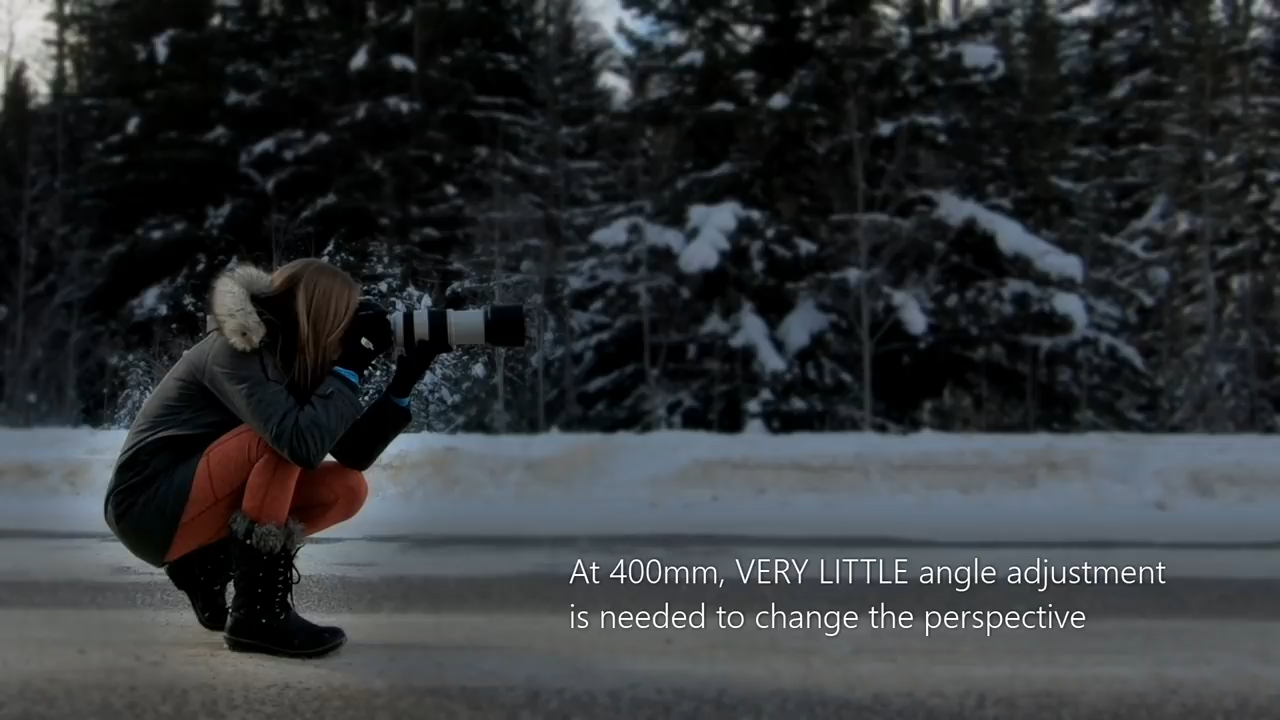 At 400mm, VERY LITTLE angle adjustment
is needed to change the perspective